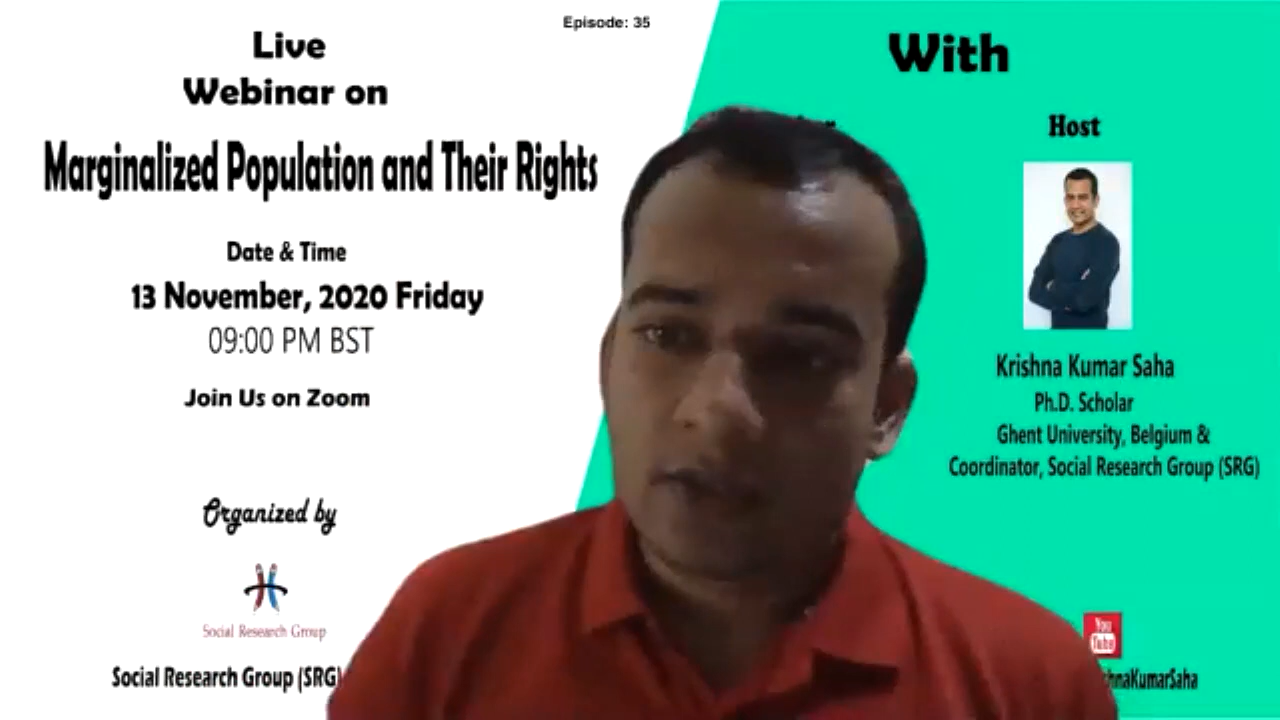 Episode: 35
Live
Webinar on
Marginalized Population and Their Rights
Date & Time
13 November, 2020 Friday
09:00 PM BST
Join Us on Zoom
Organized by
Social Research Group
Social Research Group (SRG)
With
Host
Krishna Kumar Saha
Ph.D. Scholar
Ghent University, Belgium &
Coordinator, Social Research Group (SRG)
You
Tube
hnaKumarSaha